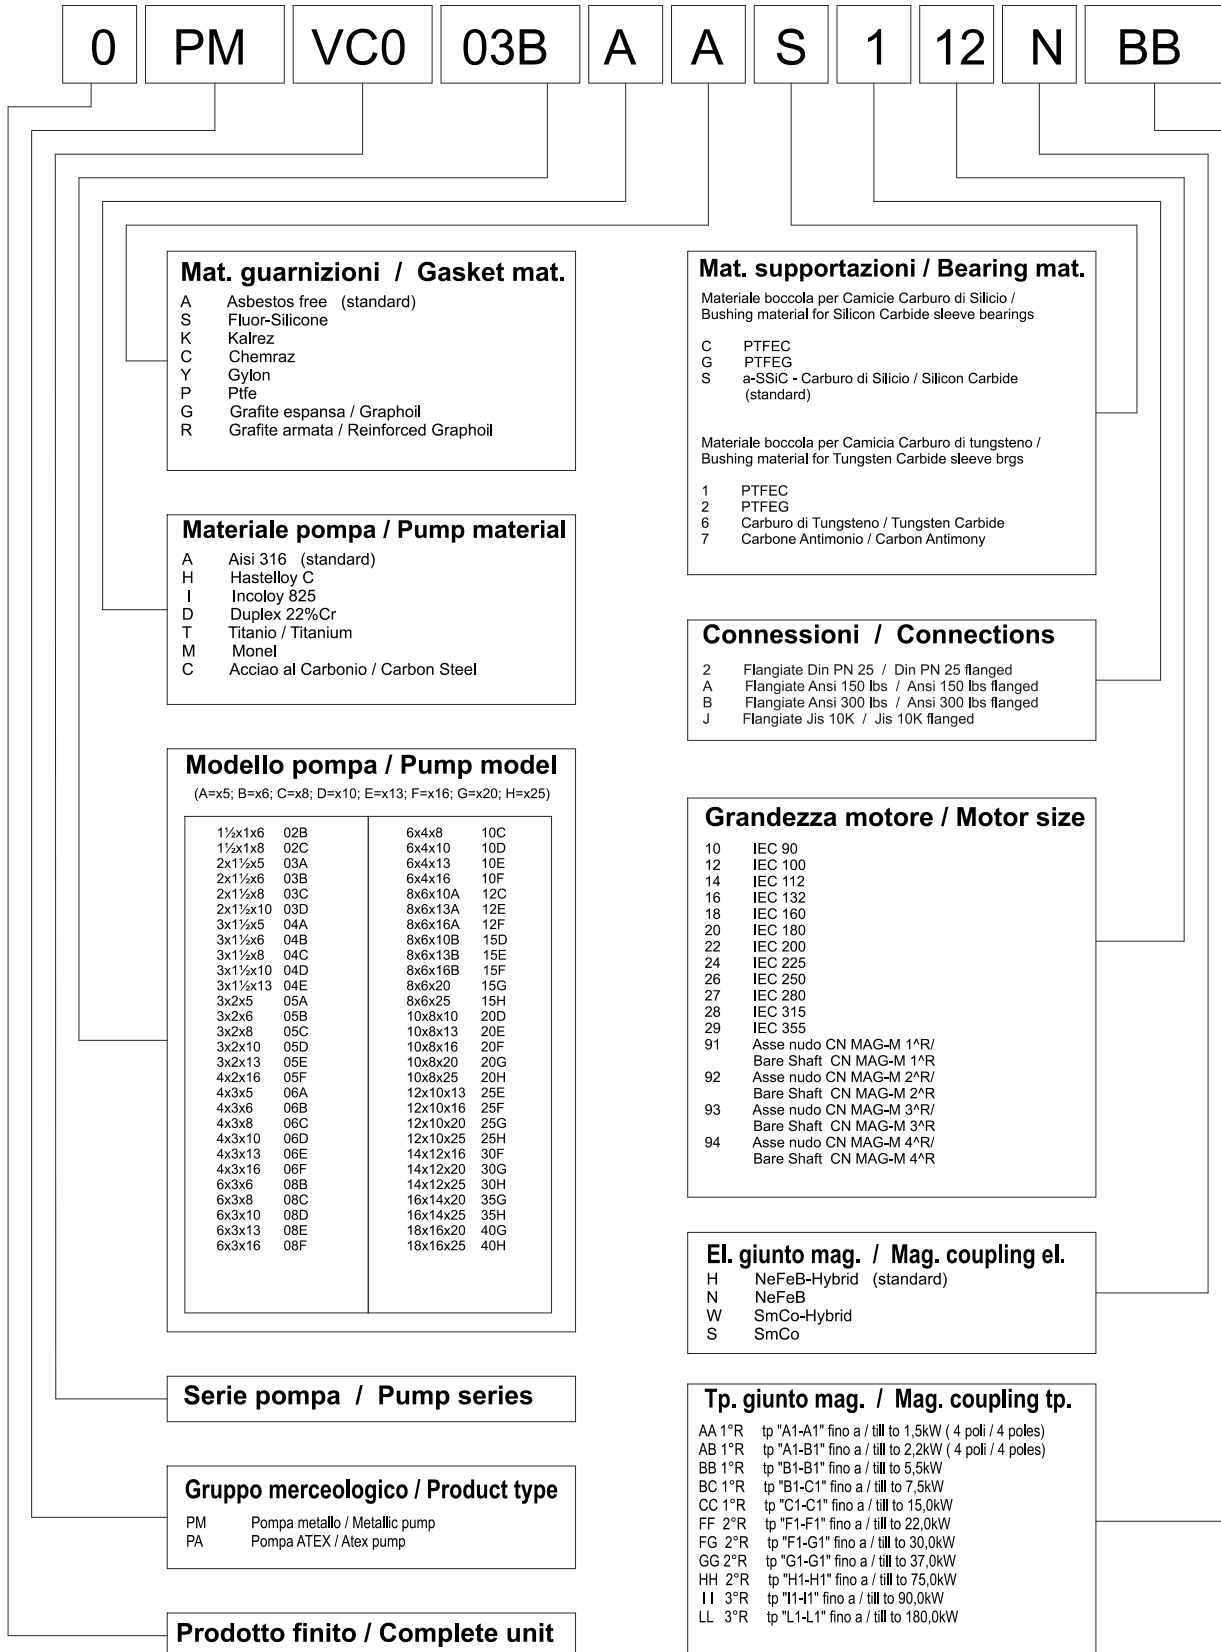 0 PM VC0 03B A A S 1 12 N BB
Mat. guarnizioni / Gasket mat.
A Asbestos free (standard)
S Fluor-Silicone
K Kalrez
C Chemraz
Y Gylon
P Ptfe
G Grafite espansa / Graphoil
R Grafite armata / Reinforced Graphoil
Materiale pompa / Pump material
A Aisi 316 (standard)
H Hastelloy C
I Incoloy 825
D Duplex 22%Cr
T Titanio / Titanium
M Monel
C Acciao al Carbonio / Carbon Steel
Modello pompa / Pump model
(A=x5; B=x6; C=x8; D=x10; E=x13; F=x16; G=x20; H=x25)
1½x1x6 02B
1½x1x8 02C
2x1½x5 03A
2x1½x6 03B
2x1½x8 03C
2x1½x10 03D
3x1½x5 04A
3x1½x6 04B
3x1½x8 04C
3x1½x10 04D
3x1½x13 04E
3x2x5 05A
3x2x6 05B
3x2x8 05C
3x2x10 05D
3x2x13 05E
4x2x16 05F
4x3x5 06A
4x3x6 06B
4x3x8 06C
4x3x10 06D
4x3x13 06E
4x3x16 06F
6x3x6 08B
6x3x8 08C
6x3x10 08D
6x3x13 08E
6x3x16 08F
6x4x8 10C
6x4x10 10D
6x4x13 10E
6x4x16 10F
8x6x10A 12C
8x6x13A 12E
8x6x16A 12F
8x6x10B 15D
8x6x13B 15E
8x6x16B 15F
8x6x20 15G
8x6x25 15H
10x8x10 20D
10x8x13 20E
10x8x16 20F
10x8x20 20G
10x8x25 20H
12x10x13 25E
12x10x16 25F
12x10x20 25G
12x10x25 25H
14x12x16 30F
14x12x20 30G
14x12x25 30H
16x14x20 35G
16x14x25 35H
18x16x20 40G
18x16x25 40H
Serie pompa / Pump series
Gruppo merceologico / Product type
PM Pompa metallo / Metallic pump
PA Pompa ATEX / Atex pump
Prodotto finito / Complete unit
Mat. supportazioni / Bearing mat.
Materiale boccola per Camicie Carburo di Silicio /
Bushing material for Silicon Carbide sleeve bearings
C PTFEC
G PTFEG
S a-SSiC - Carburo di Silicio / Silicon Carbide
(standard)
Materiale boccola per Camicia Carburo di tungsteno /
Bushing material for Tungsten Carbide sleeve brgs
1 PTFEC
2 PTFEG
6 Carburo di Tungsteno / Tungsten Carbide
7 Carbone Antimonio / Carbon Antimony
Connessioni / Connections
2 Flangiate Din PN 25 / Din PN 25 flanged
A Flangiate Ansi 150 lbs / Ansi 150 lbs flanged
B Flangiate Ansi 300 lbs / Ansi 300 lbs flanged
J Flangiate Jis 10K / Jis 10K flanged
Grandezza motore / Motor size
10 IEC 90
12 IEC 100
14 IEC 112
16 IEC 132
18 IEC 160
20 IEC 180
22 IEC 200
24 IEC 225
26 IEC 250
27 IEC 280
28 IEC 315
29 IEC 355
91 Asse nudo CN MAG-M 1^R/
Bare Shaft CN MAG-M 1^R
92 Asse nudo CN MAG-M 2^R/
Bare Shaft CN MAG-M 2^R
93 Asse nudo CN MAG-M 3^R/
Bare Shaft CN MAG-M 3^R
94 Asse nudo CN MAG-M 4^R/
Bare Shaft CN MAG-M 4^R
El. giunto mag. / Mag. coupling el.
H NeFeB-Hybrid (standard)
N NeFeB
W SmCo-Hybrid
S SmCo
Tp. giunto mag. / Mag. coupling tp.
AA 1°R tp "A1-A1" fino a / till to 1,5kW ( 4 poli / 4 poles)
AB 1°R tp "A1-B1" fino a / till to 2,2kW ( 4 poli / 4 poles)
BB 1°R tp "B1-B1" fino a / till to 5,5kW
BC 1°R tp "B1-C1" fino a / till to 7,5kW
CC 1°R tp "C1-C1" fino a / till to 15,0kW
FF 2°R tp "F1-F1" fino a / till to 22,0kW
FG 2°R tp "F1-G1" fino a / till to 30,0kW
GG 2°R tp "G1-G1" fino a / till to 37,0kW
HH 2°R tp "H1-H1" fino a / till to 75,0kW
I I 3°R tp "I1-I1" fino a / till to 90,0kW
LL 3°R tp "L1-L1" fino a / till to 180,0kW